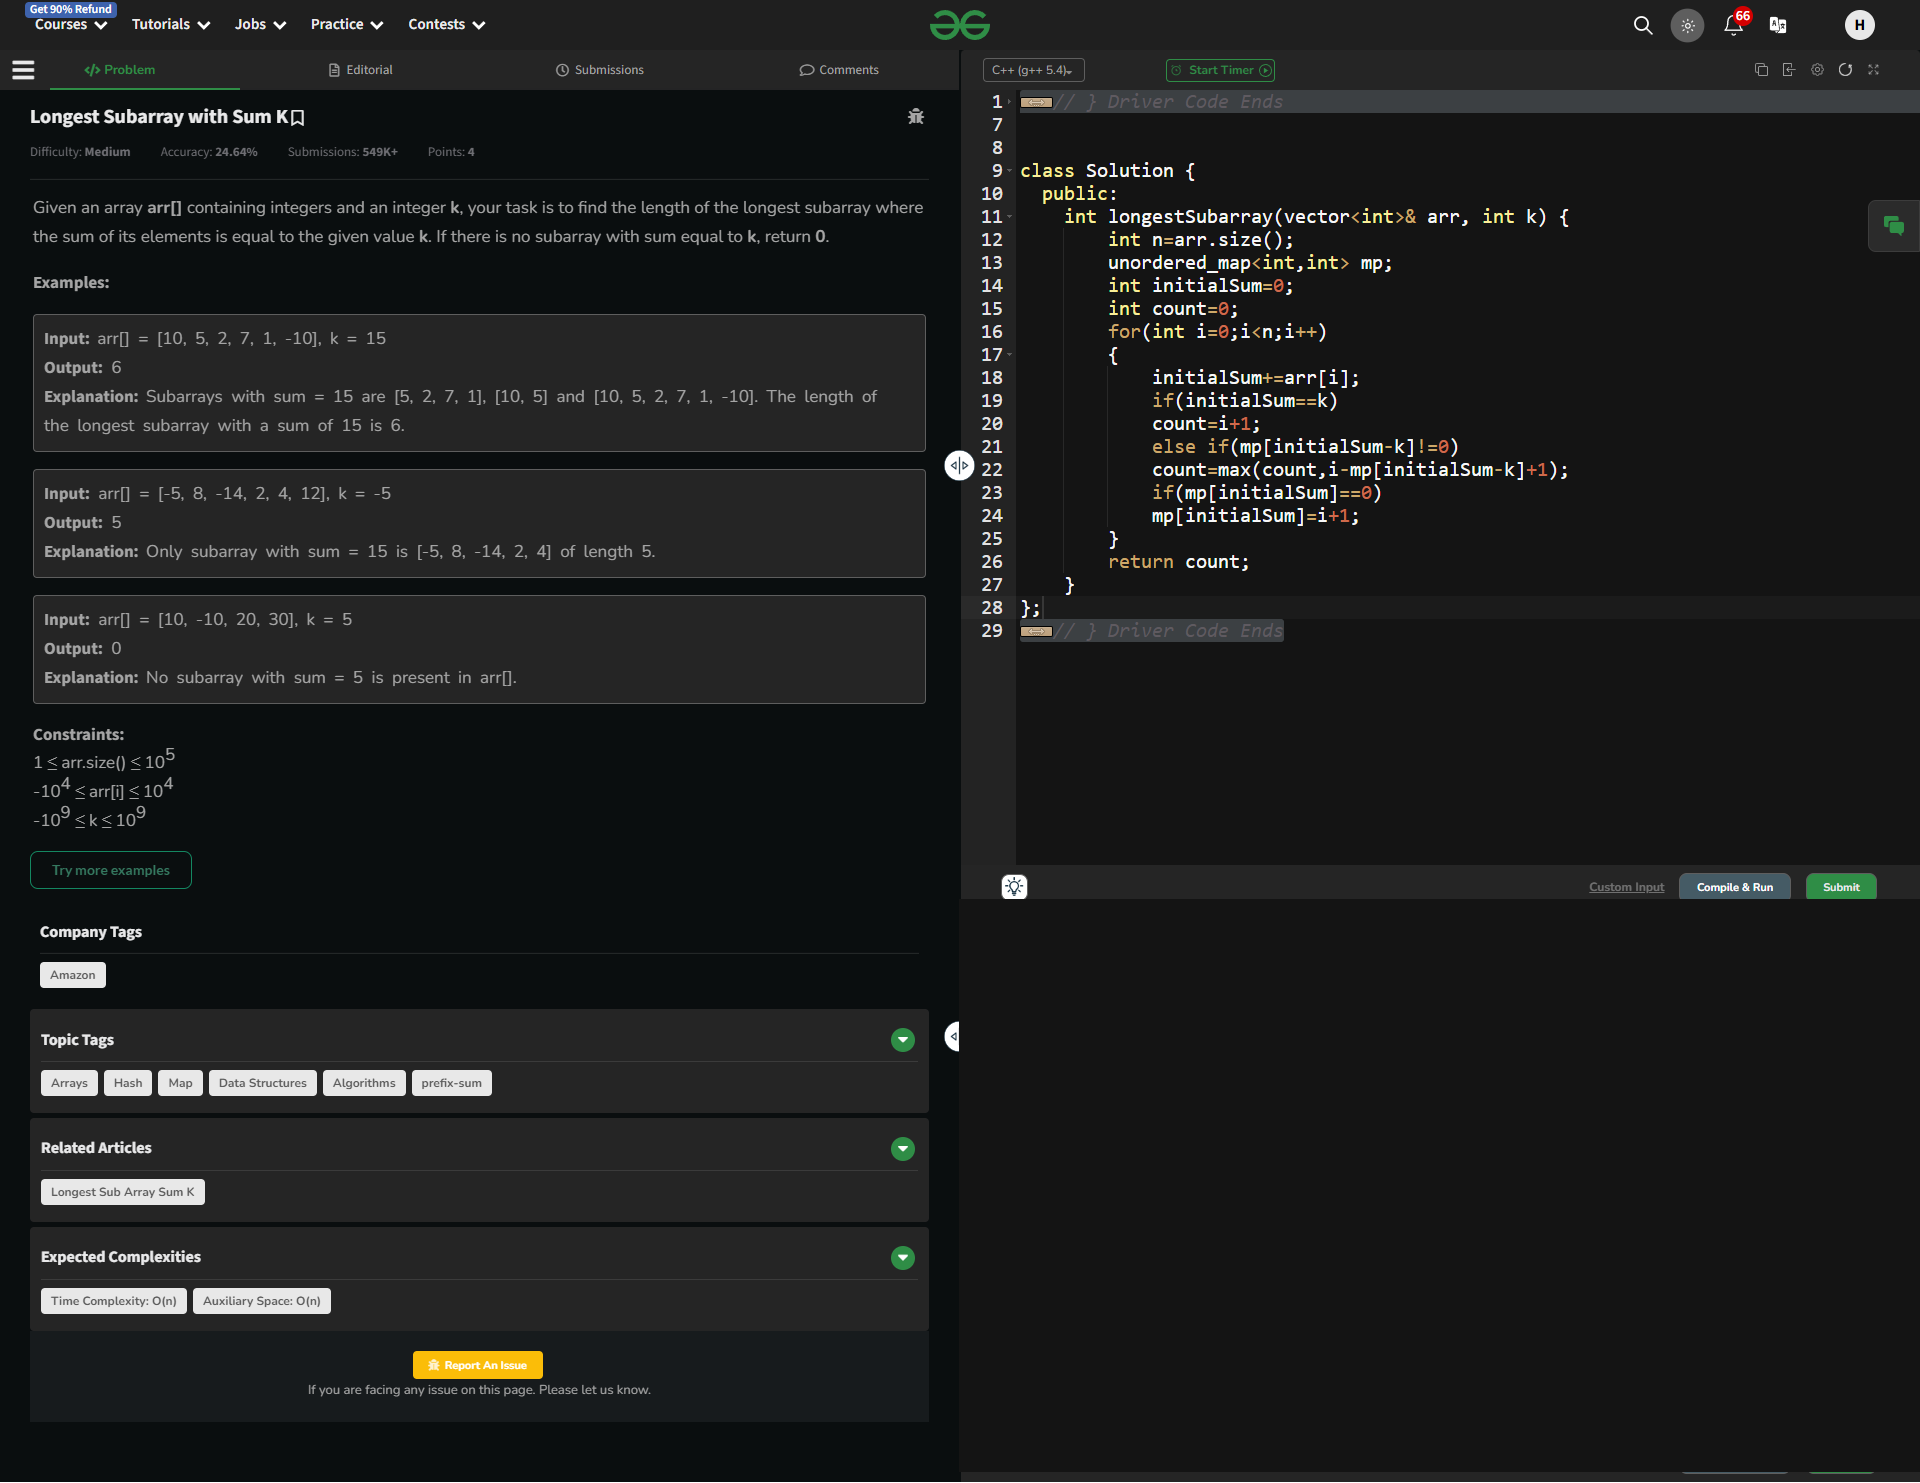 Get 90% Refund
Courses Tutorials Jobs Practice Contests
66
H
Problem Editorial Submissions Comments
Longest Subarray with Sum K
Difficulty: Medium Accuracy: 24.64% Submissions: 549K+ Points: 4
Given an array arr[] containing integers and an integer k, your task is to find the length of the longest subarray where
the sum of its elements is equal to the given value k. If there is no subarray with sum equal to k, return 0.
Examples:
Input: arr[] = [10, 5, 2, 7, 1, -10], k = 15
Output: 6
Explanation: Subarrays with sum = 15 are [5, 2, 7, 1], [10, 5] and [10, 5, 2, 7, 1, -10]. The length of
the longest subarray with a sum of 15 is 6.
Input: arr[] = [-5, 8, -14, 2, 4, 12], k = -5
Output: 5
Explanation: Only subarray with sum = 15 is [-5, 8, -14, 2, 4] of length 5.
Input: arr[] = [10, -10, 20, 30], k = 5
Output: 0
Explanation: No subarray with sum = 5 is present in arr[].
Constraints:
1 ≤ arr.size() ≤ 10^5
-10^4 ≤ arr[i] ≤ 10^4
-10^9 ≤ k ≤ 10^9
Try more examples
Company Tags
Amazon
Topic Tags
Arrays Hash Map Data Structures Algorithms prefix-sum
Related Articles
Longest Sub Array Sum K
Expected Complexities
Time Complexity: O(n) Auxiliary Space: O(n)
Report An Issue
If you are facing any issue on this page. Please let us know.
C++ (g++ 5.4) Start Timer
1 // } Driver Code Ends
7
8
9 class Solution {
10 public:
11 int longestSubarray(vector<int>& arr, int k) {
12 int n=arr.size();
13 unordered_map<int,int> mp;
14 int initialSum=0;
15 int count=0;
16 for(int i=0;i<n;i++)
17 {
18 initialSum+=arr[i];
19 if(initialSum==k)
20 count=i+1;
21 else if(mp[initialSum-k]!=0)
22 count=max(count,i-mp[initialSum-k]+1);
23 if(mp[initialSum]==0)
24 mp[initialSum]=i+1;
25 }
26 return count;
27 }
28 };
29 // } Driver Code Ends
Custom Input Compile & Run Submit